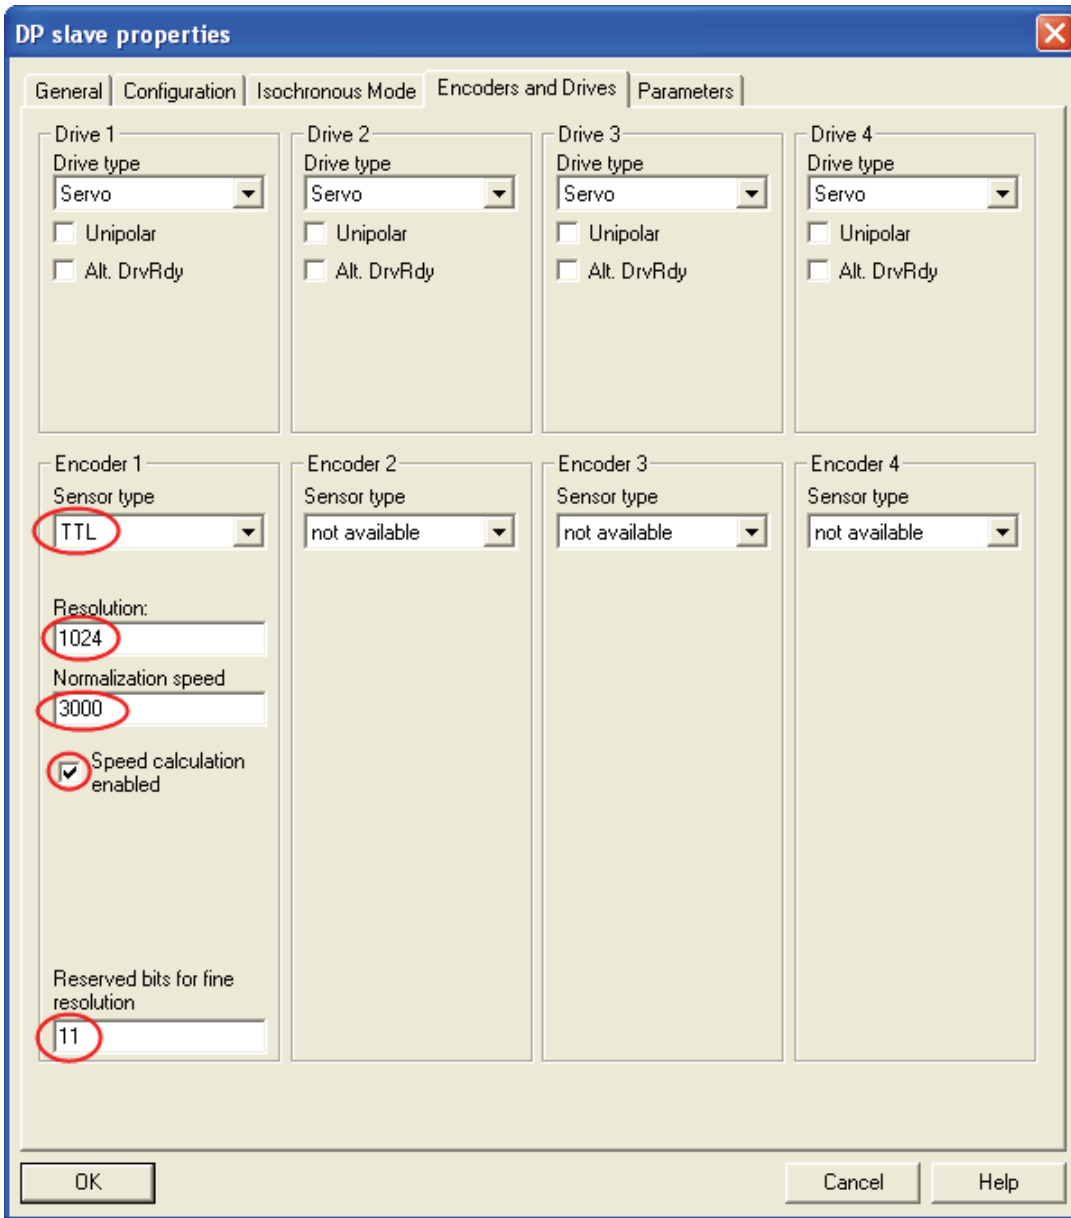 DP slave properties
General Configuration Isochronous Mode Encoders and Drives Parameters
Drive 1 Drive 2 Drive 3 Drive 4
Drive type Drive type Drive type Drive type
Servo Servo Servo Servo
Unipolar Unipolar Unipolar Unipolar
Alt. DrvRdy Alt. DrvRdy Alt. DrvRdy Alt. DrvRdy
Encoder 1 Encoder 2 Encoder 3 Encoder 4
Sensor type Sensor type Sensor type Sensor type
TTL not available not available not available
Resolution:
1024
Normalization speed
3000
Speed calculation
enabled
Reserved bits for fine
resolution
11
OK Cancel Help